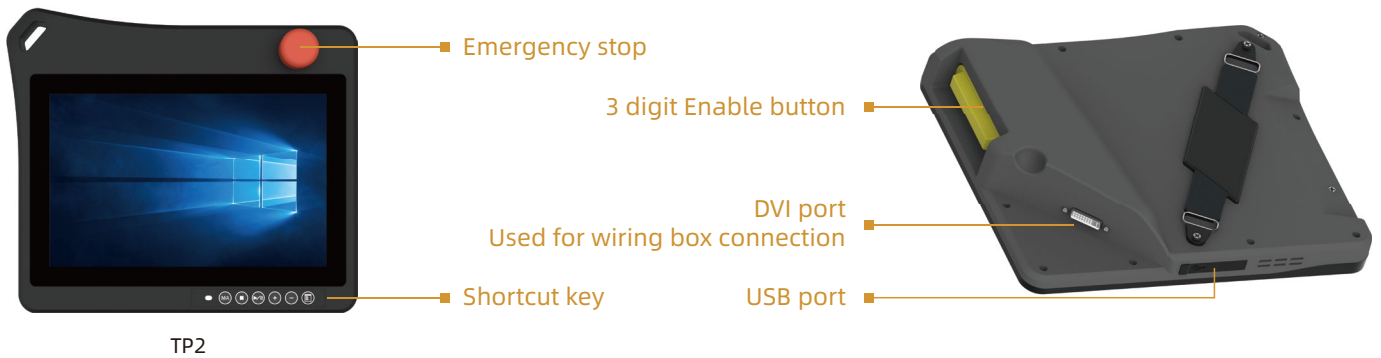 Emergency stop
3 digit Enable button
DVI port
Used for wiring box connection
Shortcut key
USB port
TP2